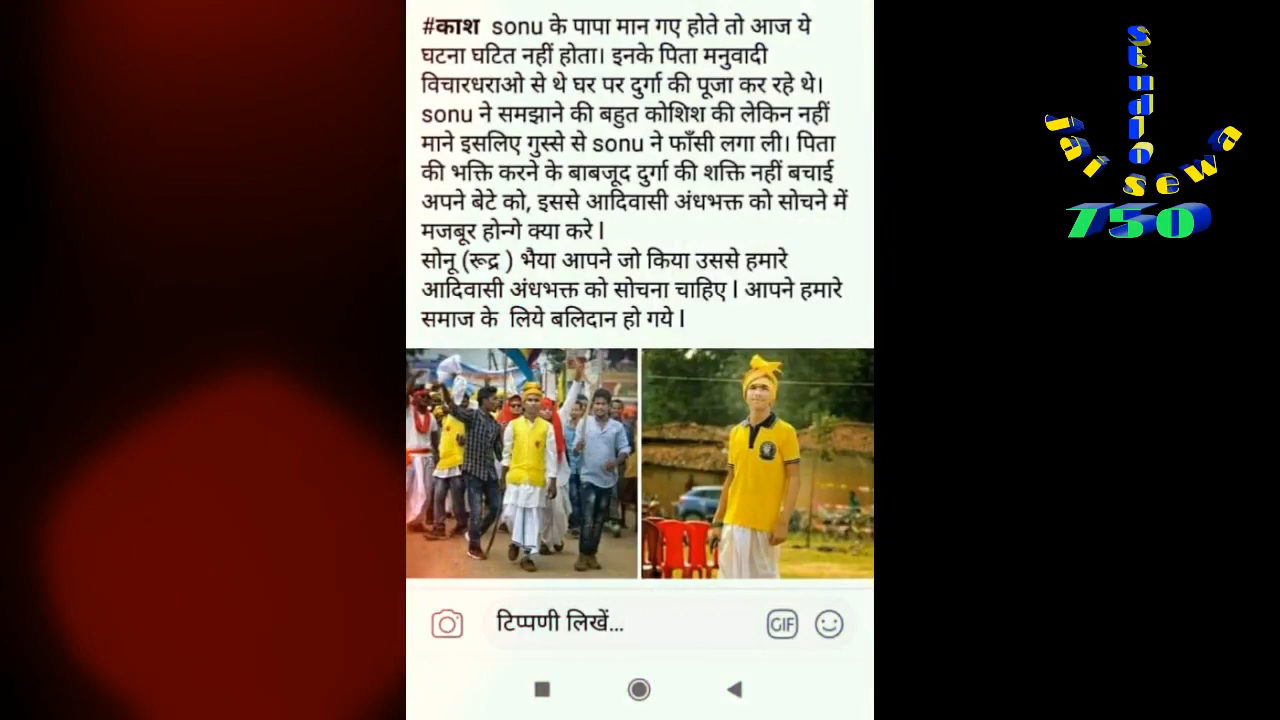 #काश sonu के पापा मान गए होते तो आज ये
घटना घटित नहीं होता। इनके पिता मनुवादी
विचारधराओ से थे घर पर दुर्गा की पूजा कर रहे थे।
sonu ने समझाने की बहुत कोशिश की लेकिन नहीं
माने इसलिए गुस्से से sonu ने फाँसी लगा ली। पिता
की भक्ति करने के बाबजूद दुर्गा की शक्ति नहीं बचाई
अपने बेटे को, इससे आदिवासी अंधभक्त को सोचने में
मजबूर होन्गे क्या करे l
सोनू (रूद्र ) भैया आपने जो किया उससे हमारे
आदिवासी अंधभक्त को सोचना चाहिए l आपने हमारे
समाज के लिये बलिदान हो गये l
टिप्पणी लिखें...
GIF
Studio
Jai Sewa
750